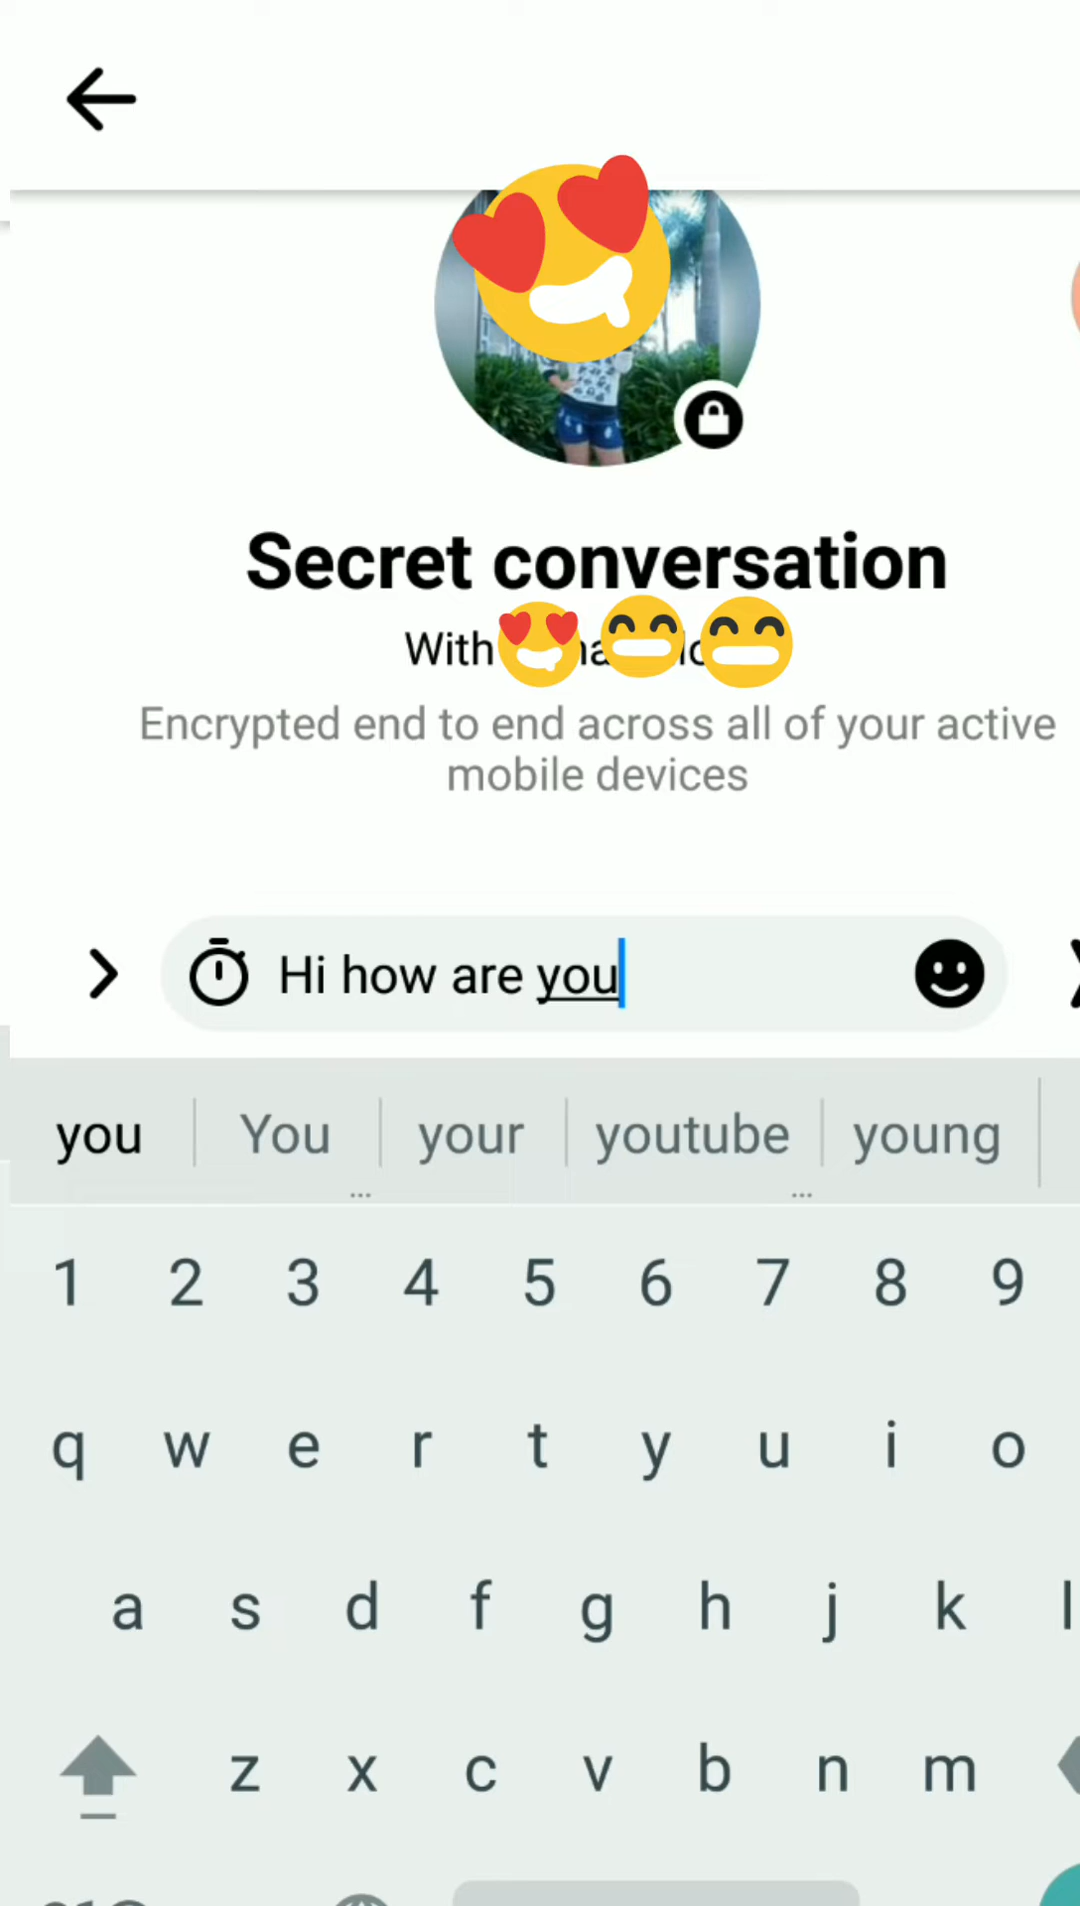 Secret conversation
With
Encrypted end to end across all of your active
mobile devices
Hi how are you
you You your youtube young
1 2 3 4 5 6 7 8 9
q w e r t y u i o
a s d f g h j k l
z x c v b n m